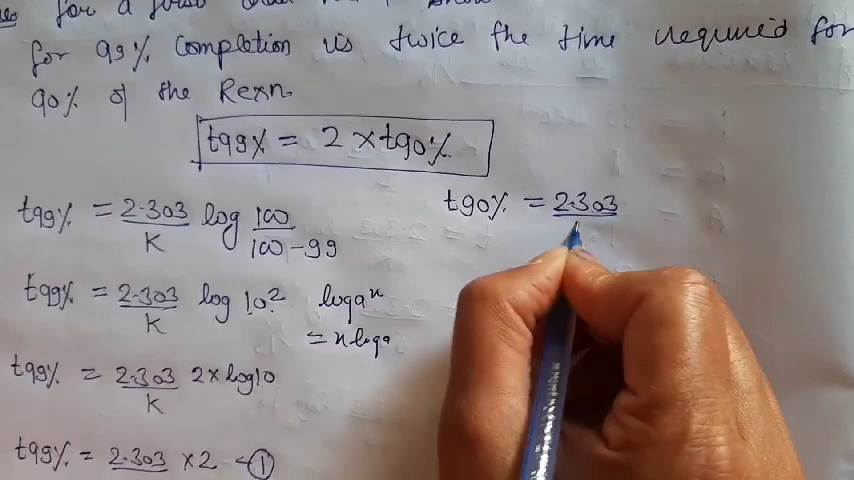 for a first
for 99% Completion is twice the time required for
90% of the Rexn.
t99% = 2 × t90%
t99% = 2.303/K log 100/100-99
t90% = 2.303
t99% = 2.303/K log 10² log aⁿ
= n log a
t99% = 2.303/K 2 × log 10
t99% = 2.303 × 2 - ①